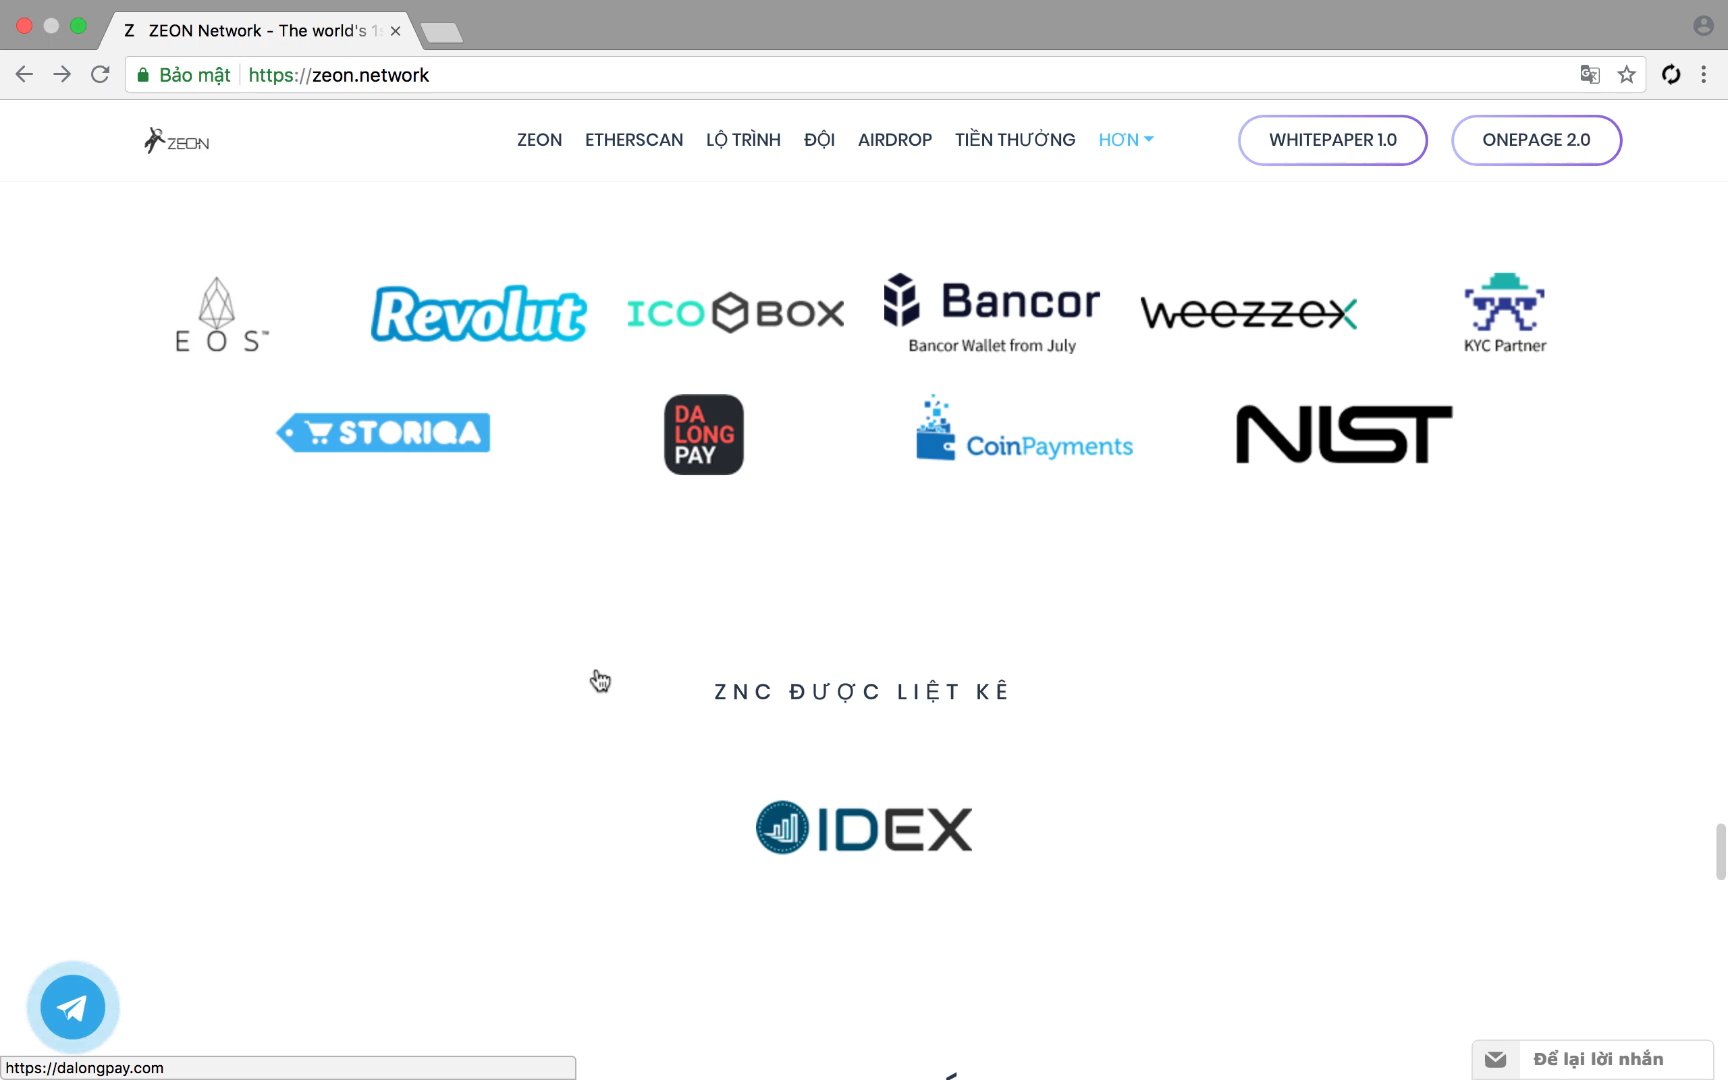 Z ZEON Network - The world's 1s
Bảo mật https://zeon.network
ZEON
ZEON ETHERSCAN LỘ TRÌNH ĐỘI AIRDROP TIỀN THƯỞNG HƠN WHITEPAPER 1.0 ONEPAGE 2.0
EOS™
Revolut
ICOBOX
Bancor
Bancor Wallet from July
weezzex
KYC Partner
STORIQA
DA
LONG
PAY
CoinPayments
NIST
ZNC ĐƯỢC LIỆT KÊ
IDEX
https://dalongpay.com
Để lại lời nhắn